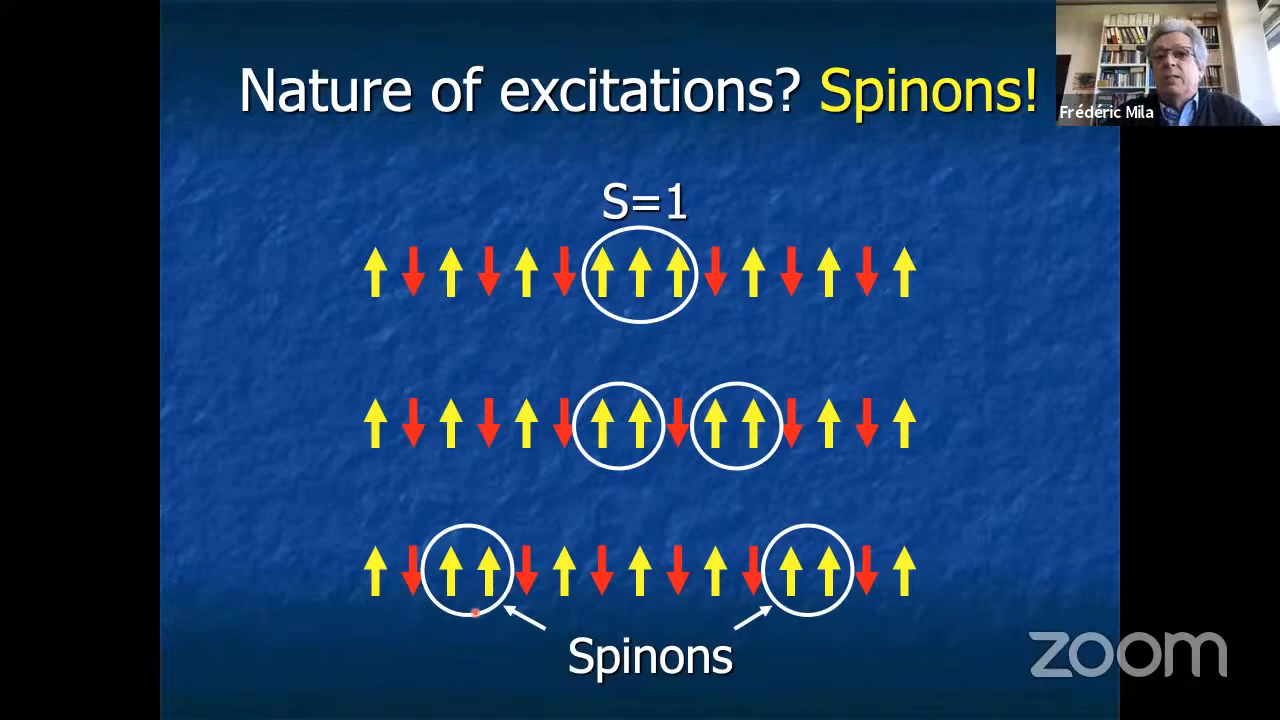 Nature of excitations? Spinons!
Frédéric Mila
S=1
Spinons
zoom